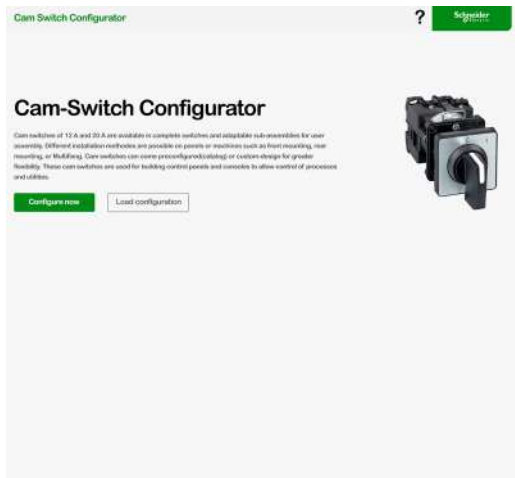 Cam Switch Configurator
?
Schneider
Electric
Cam-Switch Configurator
Cam switches of 12 A and 20 A are available in complete switches and adaptable sub-assemblies for user
assembly. Different installation methodes are possible on panels or machines such as front mounting, rear
mounting, or Multifixing. Cam switches can come preconfigured(catalog) or custom-design for greater
flexibility. These cam switches are used for building control panels and consoles to allow control of processes
and utilities.
Configure now
Load configuration